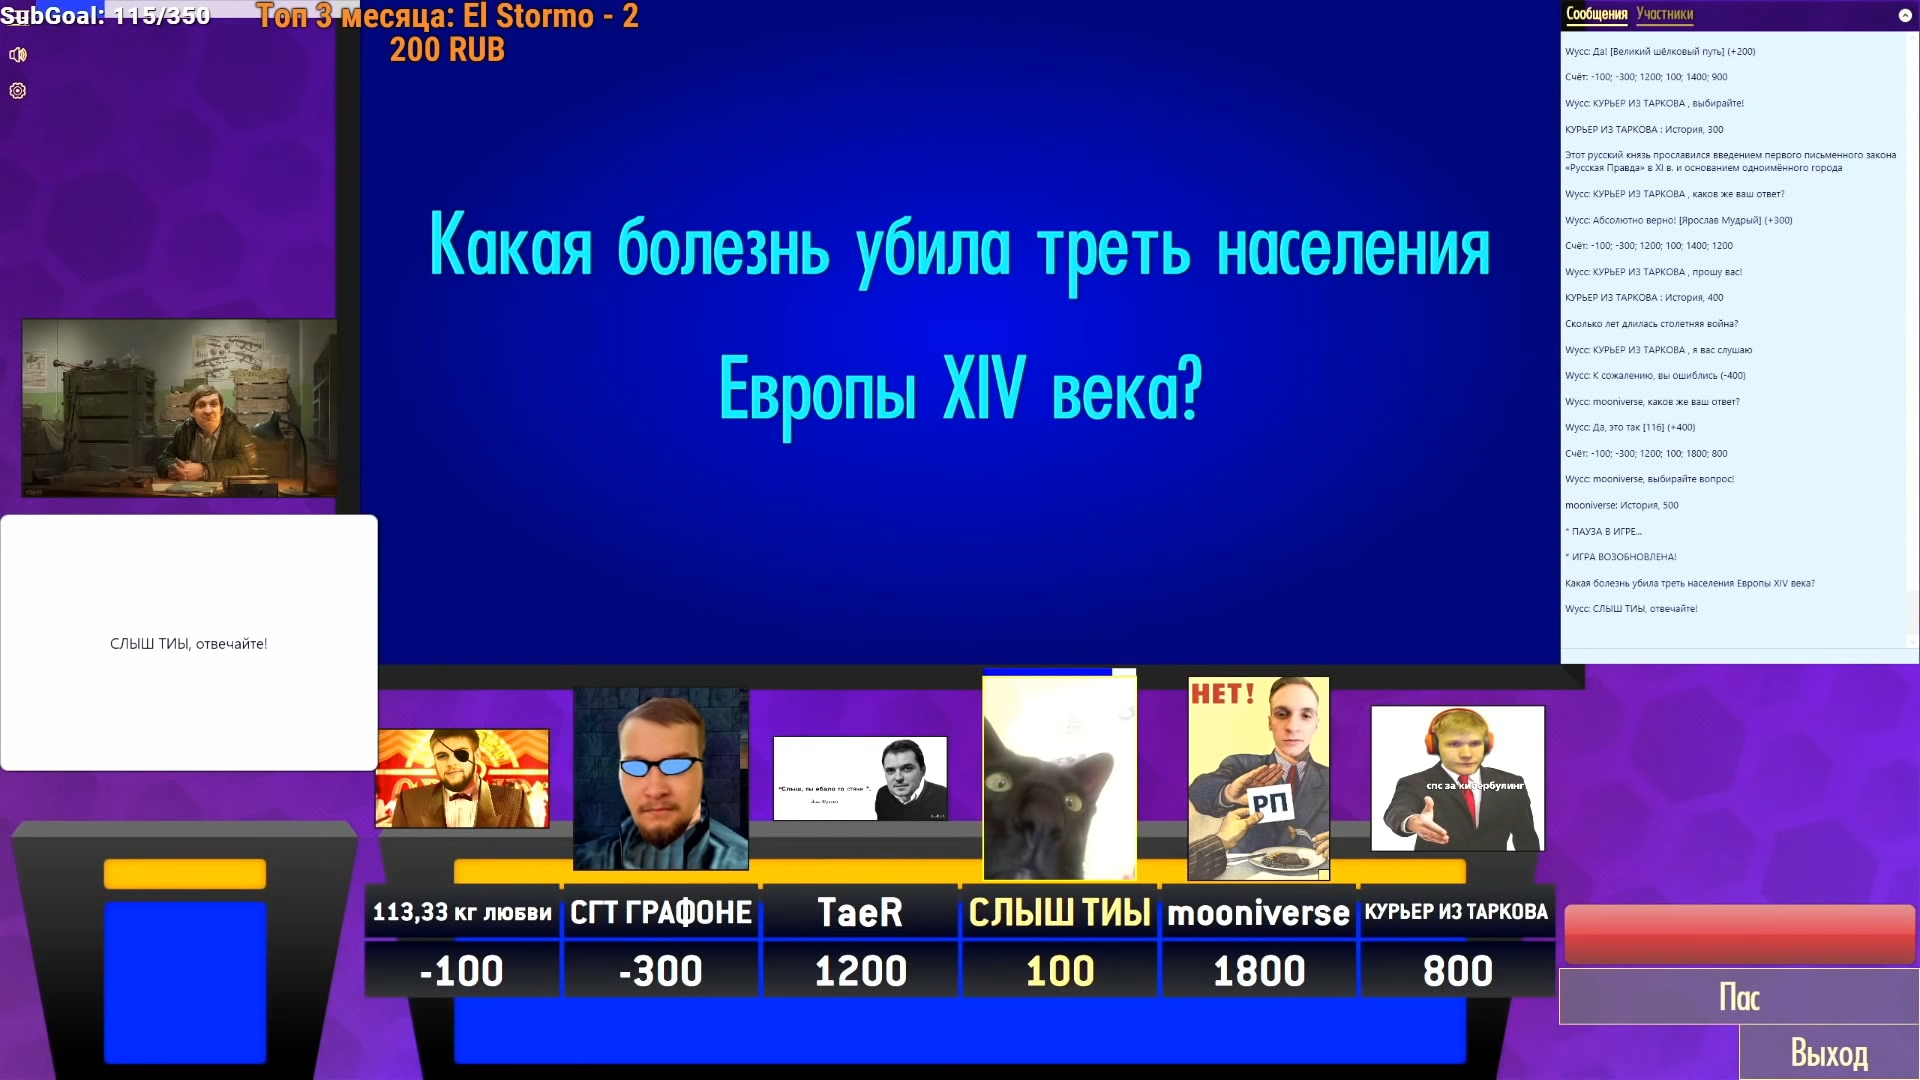 SubGoal: 115/350
Топ 3 месяца: El Stormo - 2
200 RUB
Сообщения Участники
Wycc: Да! [Великий шёлковый путь] (+200)
Счёт: -100; -300; 1200; 100; 1400; 900
Wycc: КУРЬЕР ИЗ ТАРКОВА , выбирайте!
КУРЬЕР ИЗ ТАРКОВА : История, 300
Этот русский князь прославился введением первого письменного закона
«Русская Правда» в XI в. и основанием одноимённого города
Wycc: КУРЬЕР ИЗ ТАРКОВА , каков же ваш ответ?
Wycc: Абсолютно верно! [Ярослав Мудрый] (+300)
Счёт: -100; -300; 1200; 100; 1400; 1200
Wycc: КУРЬЕР ИЗ ТАРКОВА , прошу вас!
КУРЬЕР ИЗ ТАРКОВА : История, 400
Сколько лет длилась столетняя война?
Wycc: КУРЬЕР ИЗ ТАРКОВА , я вас слушаю
Wycc: К сожалению, вы ошиблись (-400)
Wycc: mooniverse, каков же ваш ответ?
Wycc: Да, это так [116] (+400)
Счёт: -100; -300; 1200; 100; 1800; 800
Wycc: mooniverse, выбирайте вопрос!
mooniverse: История, 500
* ПАУЗА В ИГРЕ...
* ИГРА ВОЗОБНОВЛЕНА!
Какая болезнь убила треть населения Европы XIV века?
Wycc: СЛЫШ ТИЫ, отвечайте!
Какая болезнь убила треть населения
Европы XIV века?
СЛЫШ ТИЫ, отвечайте!
НЕТ!
РП
"Слыш, ты ебало то стяни".
спс за кибербулинг
113,33 кг любви СГТ ГРАФОНЕ TaeR СЛЫШ ТИЫ mooniverse КУРЬЕР ИЗ ТАРКОВА
-100 -300 1200 100 1800 800
Пас
Выход